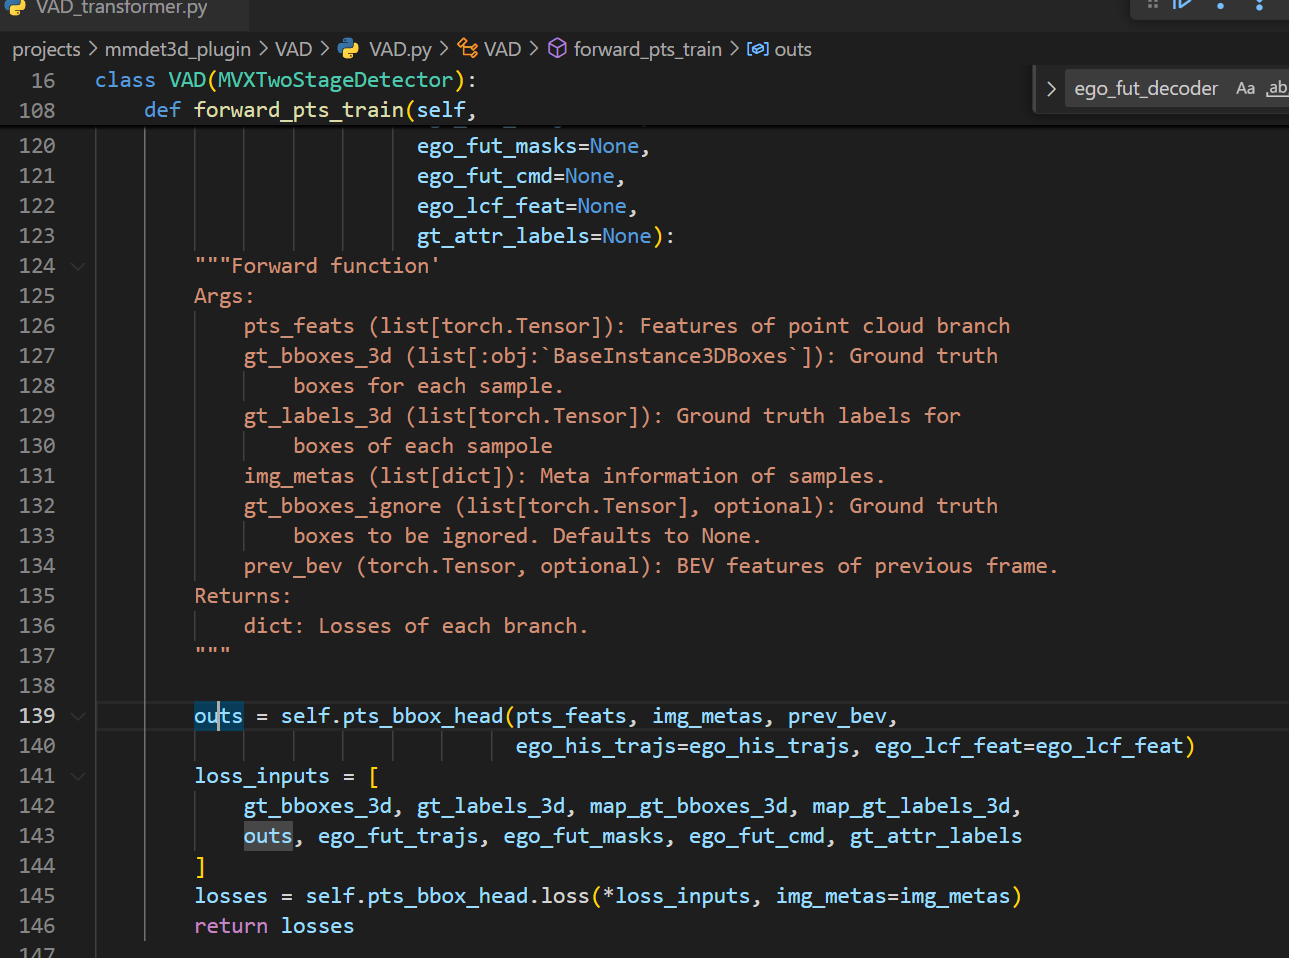 VAD_transformer.py
projects > mmdet3d_plugin > VAD > VAD.py > VAD > forward_pts_train > outs
16 class VAD(MVXTwoStageDetector):
ego_fut_decoder Aa ab
108 def forward_pts_train(self,
120 ego_fut_masks=None,
121 ego_fut_cmd=None,
122 ego_lcf_feat=None,
123 gt_attr_labels=None):
124 """Forward function'
125 Args:
126 pts_feats (list[torch.Tensor]): Features of point cloud branch
127 gt_bboxes_3d (list[:obj:`BaseInstance3DBoxes`]): Ground truth
128 boxes for each sample.
129 gt_labels_3d (list[torch.Tensor]): Ground truth labels for
130 boxes of each sampole
131 img_metas (list[dict]): Meta information of samples.
132 gt_bboxes_ignore (list[torch.Tensor], optional): Ground truth
133 boxes to be ignored. Defaults to None.
134 prev_bev (torch.Tensor, optional): BEV features of previous frame.
135 Returns:
136 dict: Losses of each branch.
137 """
138
139 outs = self.pts_bbox_head(pts_feats, img_metas, prev_bev,
140 ego_his_trajs=ego_his_trajs, ego_lcf_feat=ego_lcf_feat)
141 loss_inputs = [
142 gt_bboxes_3d, gt_labels_3d, map_gt_bboxes_3d, map_gt_labels_3d,
143 outs, ego_fut_trajs, ego_fut_masks, ego_fut_cmd, gt_attr_labels
144 ]
145 losses = self.pts_bbox_head.loss(*loss_inputs, img_metas=img_metas)
146 return losses
147